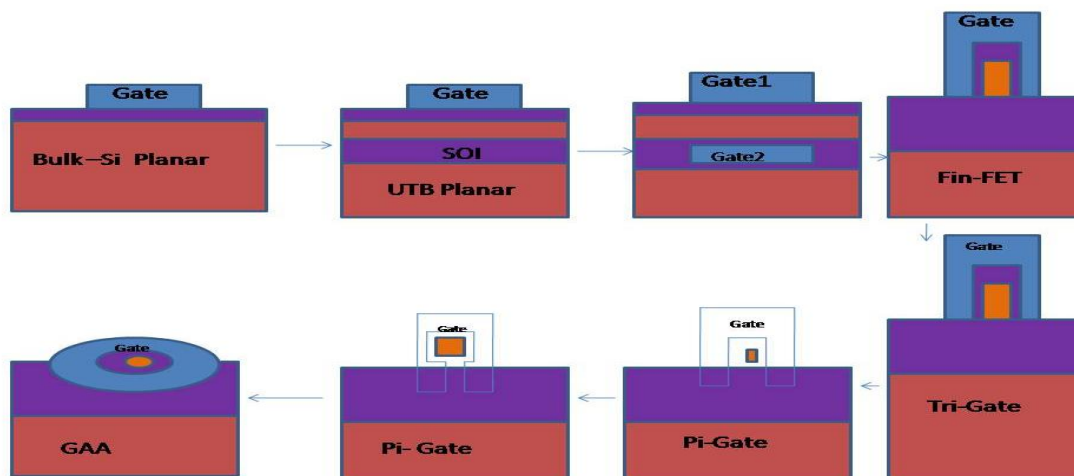 Gate
Bulk–Si Planar
Gate
SOI
UTB Planar
Gate1
Gate2
Gate
Fin-FET
Gate
Tri-Gate
Gate
Pi-Gate
Gate
Pi- Gate
Gate
GAA